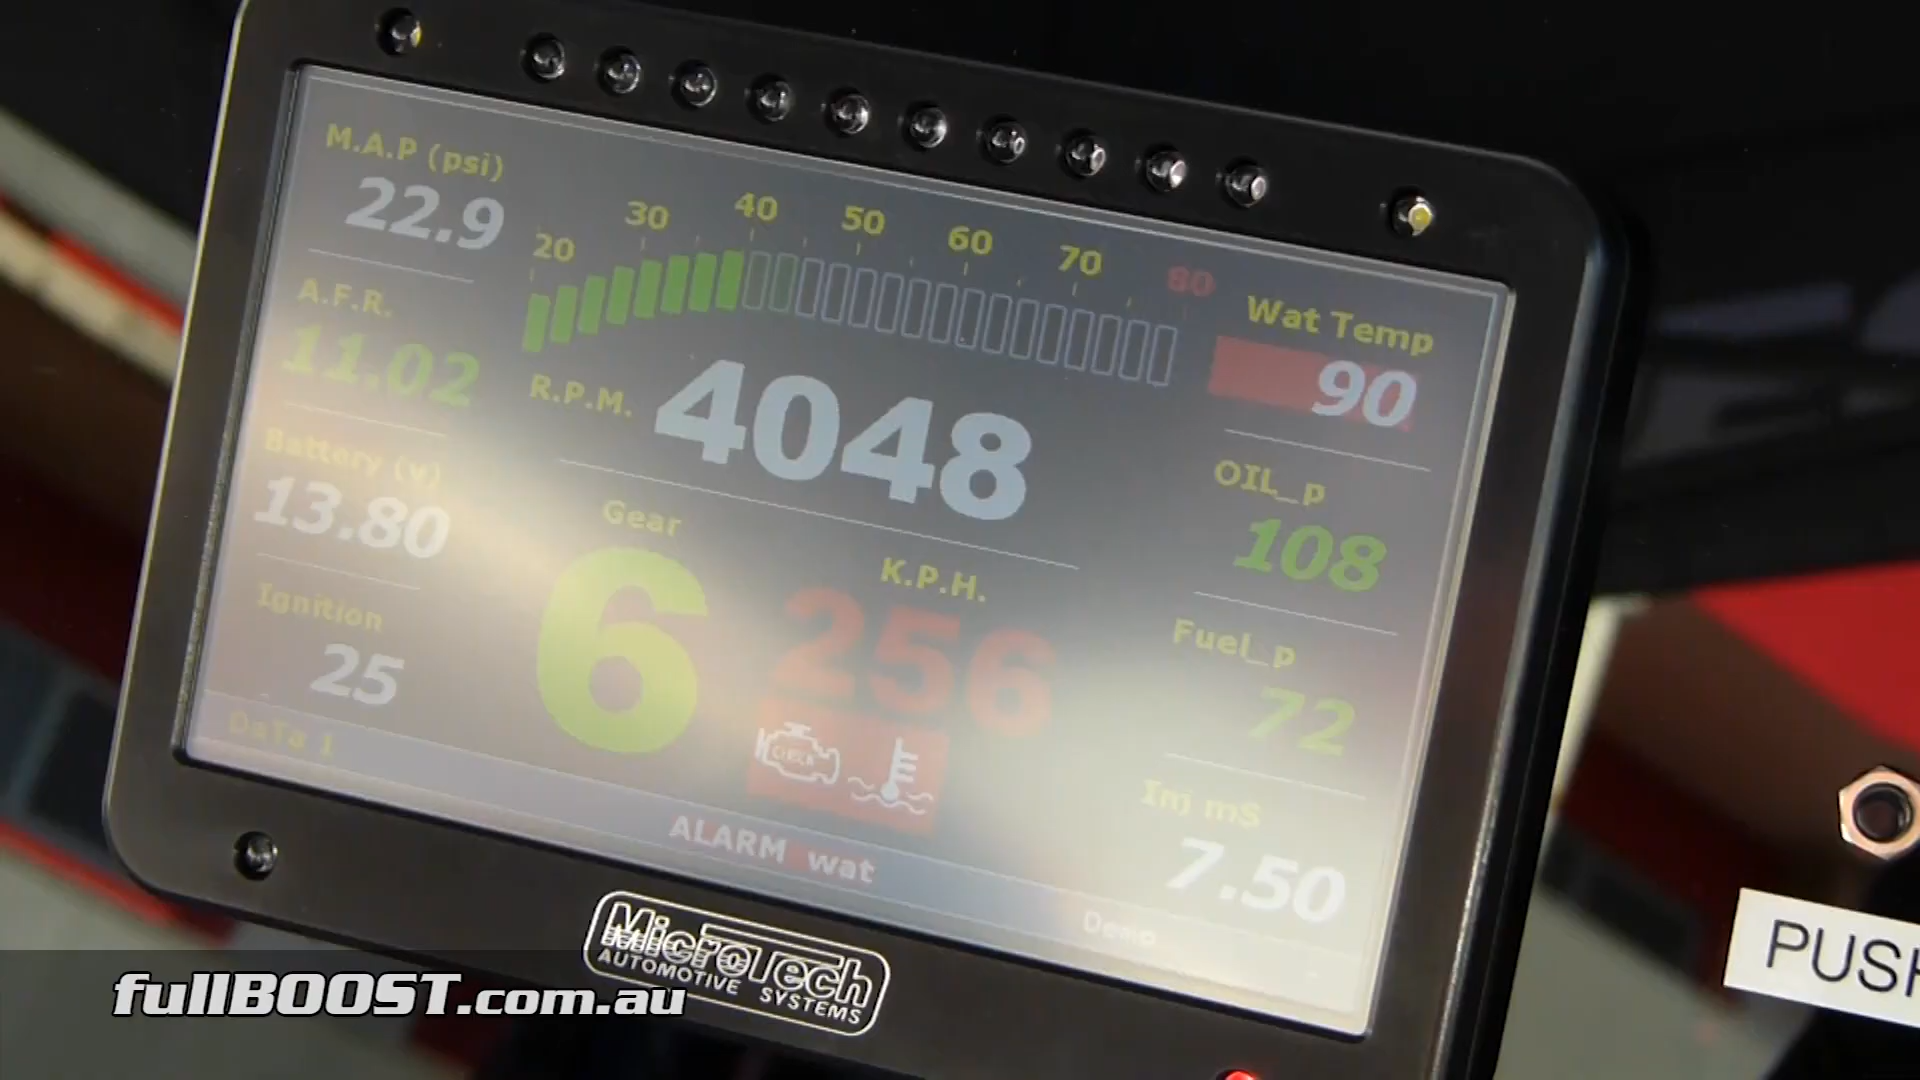 M.A.P (psi)
22.9
20 30 40 50 60 70 80
Wat Temp
90
A.F.R.
11.02
R.P.M.
4048
OIL_p
108
Battery (v)
13.80
Gear
6
K.P.H.
256
Fuel_p
72
Ignition
25
CHECK
Inj mS
7.50
DaTa 1
ALARM wat
Demo
MicroTech
AUTOMOTIVE SYSTEMS
PUSH
fullBOOST.com.au